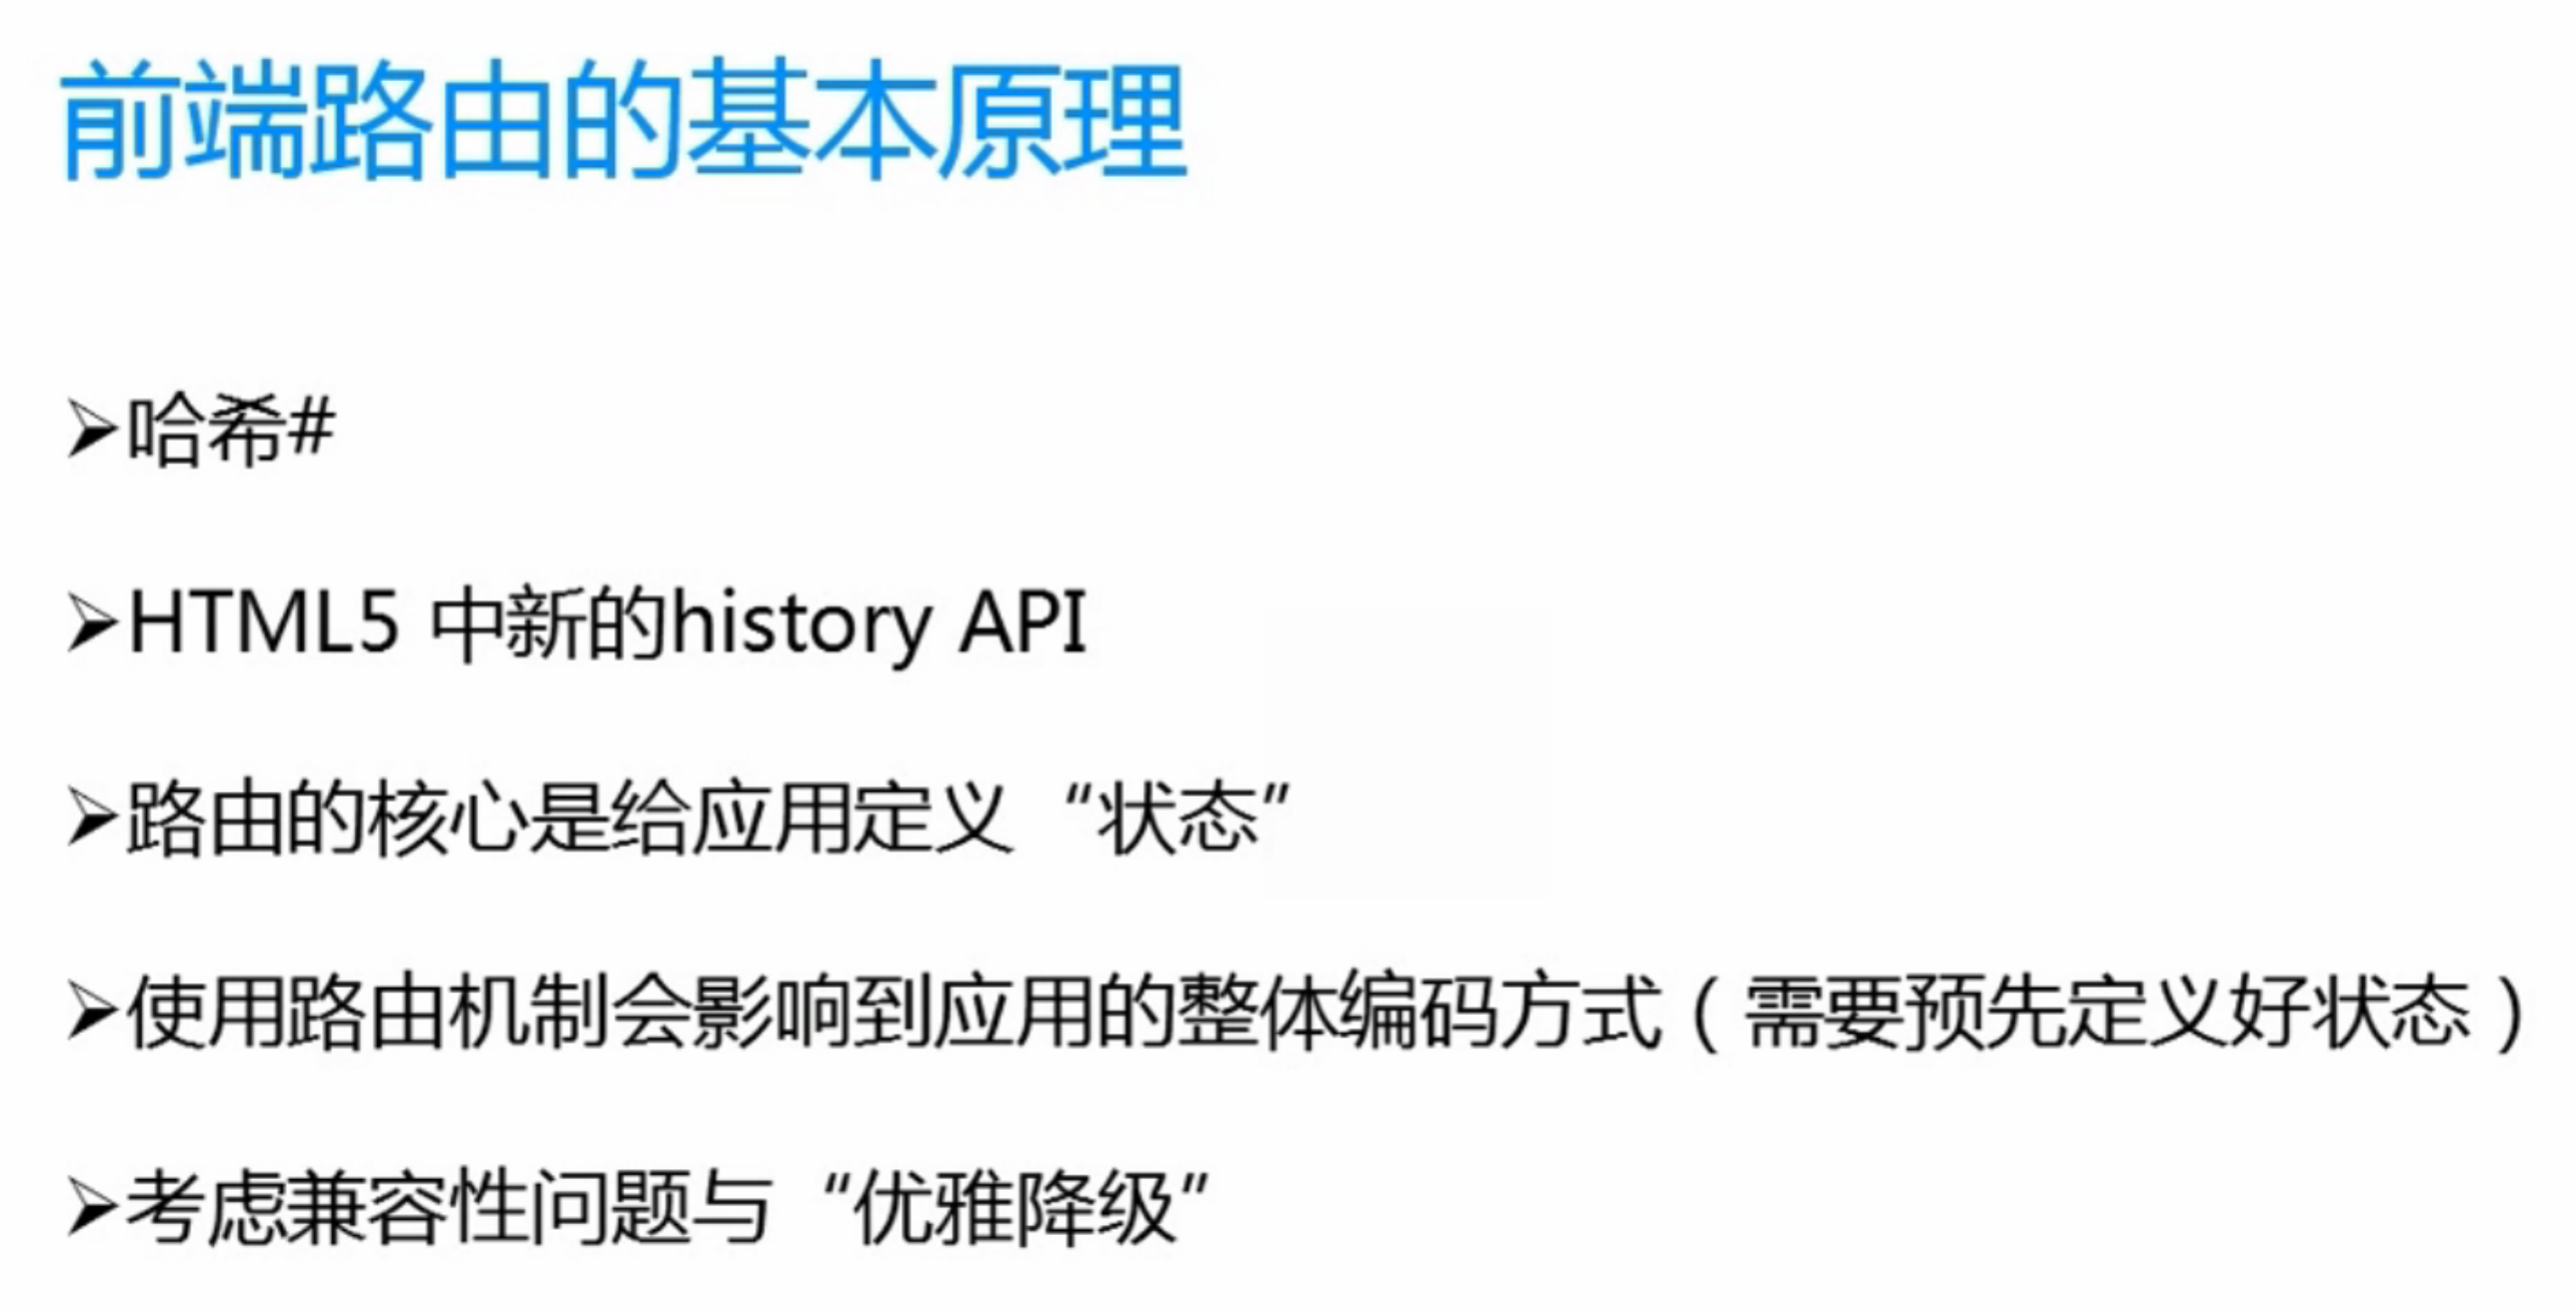 前端路由的基本原理
➢哈希#
➢HTML5 中新的history API
➢路由的核心是给应用定义“状态”
➢使用路由机制会影响到应用的整体编码方式（需要预先定义好状态）
➢考虑兼容性问题与“优雅降级”